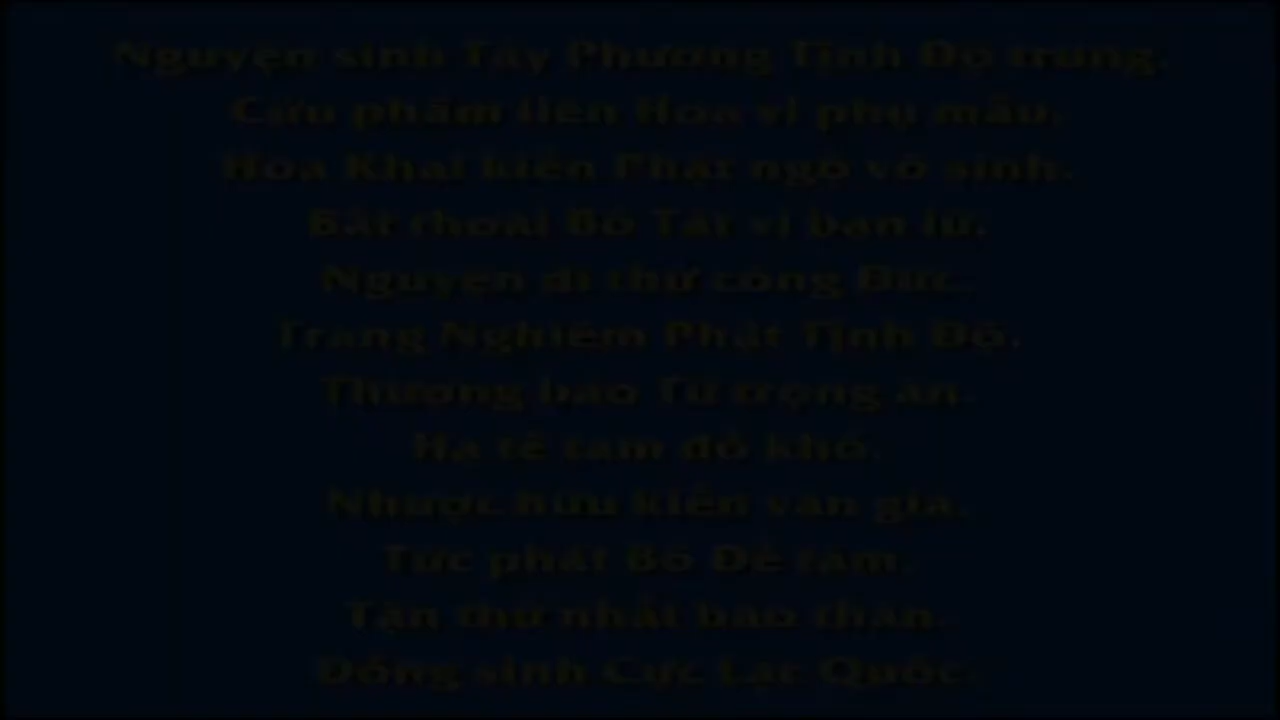 Nguyện sinh Tây Phương Tịnh Độ trung.
Cửu phẩm liên Hoa vi phụ mẫu.
Hoa Khai kiến Phật ngộ vô sinh.
Bất thoái Bồ Tát vi bạn lữ.
Nguyện dĩ thử công Đức.
Trang Nghiêm Phật Tịnh Độ.
Thượng báo Tứ trọng ân.
Hạ tế tam đồ khổ.
Nhược hữu kiến văn giả.
Tức phát Bồ Đề tâm.
Tận thử nhất báo thân.
Đồng sinh Cực Lạc Quốc.